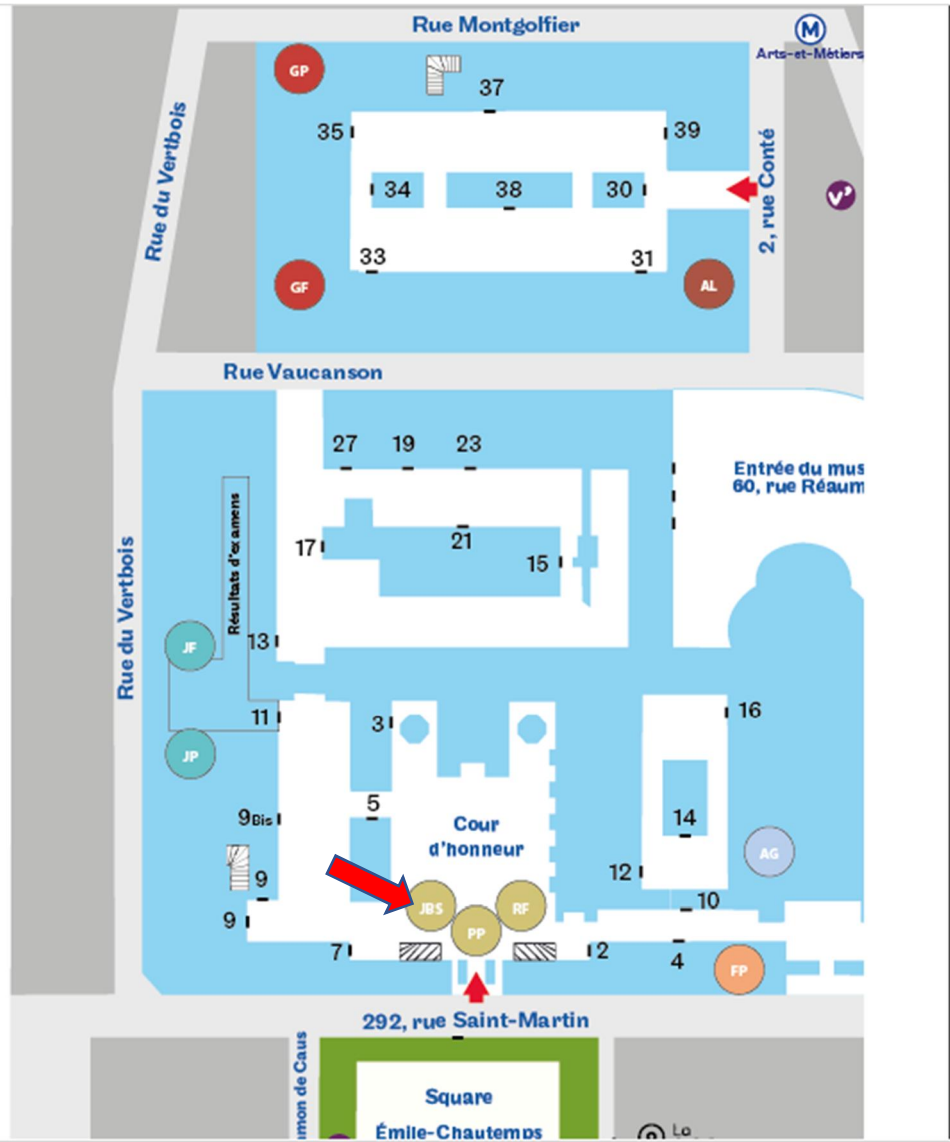 Rue Montgolfier
M
Arts-et-Métiers
GP
37
35
39
Rue du Vertbois
34
38
30
2, rue Conté
v'
33
31
GF
AL
Rue Vaucanson
27
19
23
Entrée du mus
60, rue Réaum
Résultats d'examens
17
21
15
Rue du Vertbois
JF
13
11
3
16
JP
5
9Bis
Cour
d'honneur
14
AG
12
9
JBS
RF
10
9
PP
7
2
4
FP
292, rue Saint-Martin
mon de Caus
Square
Émile-Chautemps